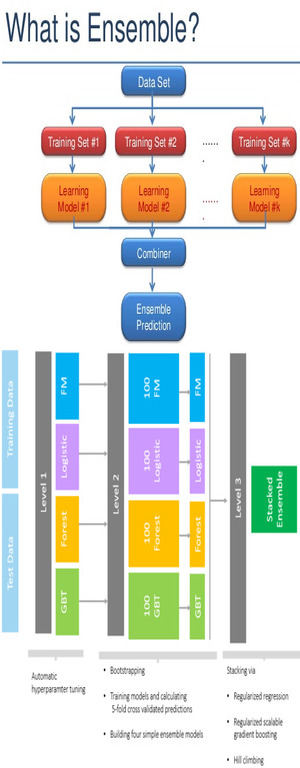 What is Ensemble?
Data Set
Training Set #1
Training Set #2
.......
.
Training Set #k
Learning
Model #1
Learning
Model #2
.......
.
Learning
Model #k
Combiner
Ensemble
Prediction
Training Data
Test Data
Level 1
FM
Logistic
Forest
GBT
Level 2
100
FM
100
Logistic
100
Forest
100
GBT
FM
Logistic
Forest
GBT
Level 3
Stacked
Ensemble
Automatic
hyperparamter tuning
• Bootstrapping
• Training models and calculating
5-fold cross validated predictions
• Building four simple ensemble models
Stacking via
• Regularized regression
• Regularized scalable
gradient boosting
• Hill climbing